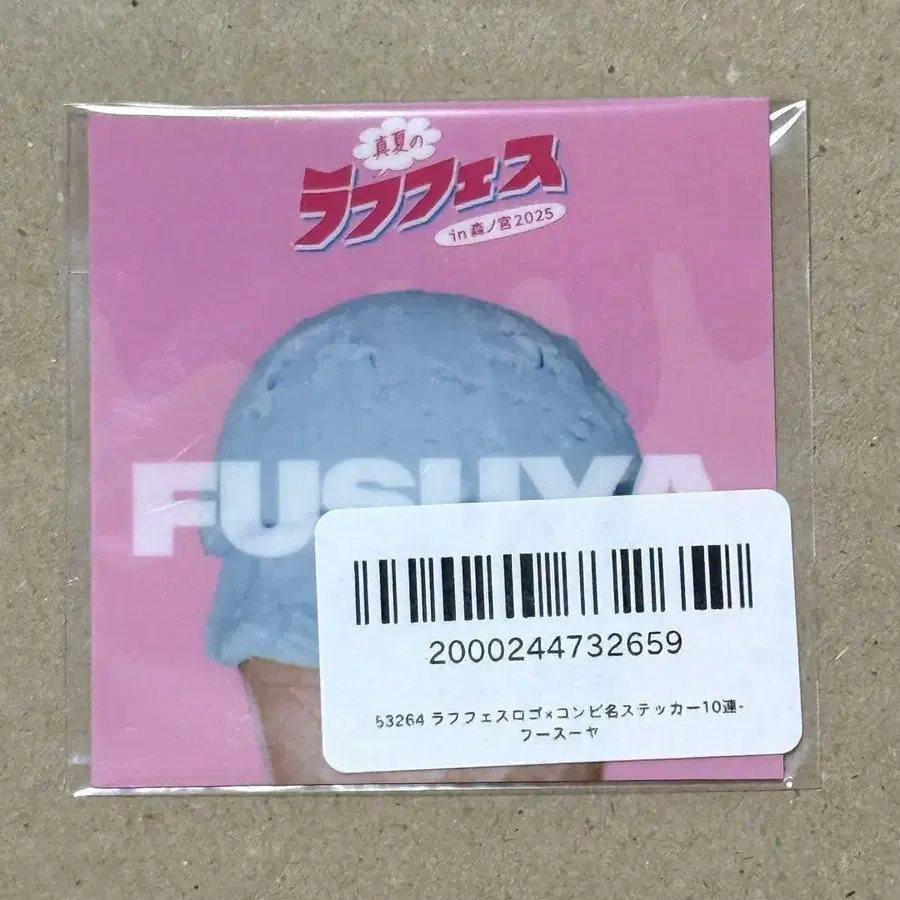 真夏の
ラフフェス
in 森ノ宮2025
FUSUYA
2000244732659
53264 ラフフェスロゴ×コンビ名ステッカー10連-
フースーヤ